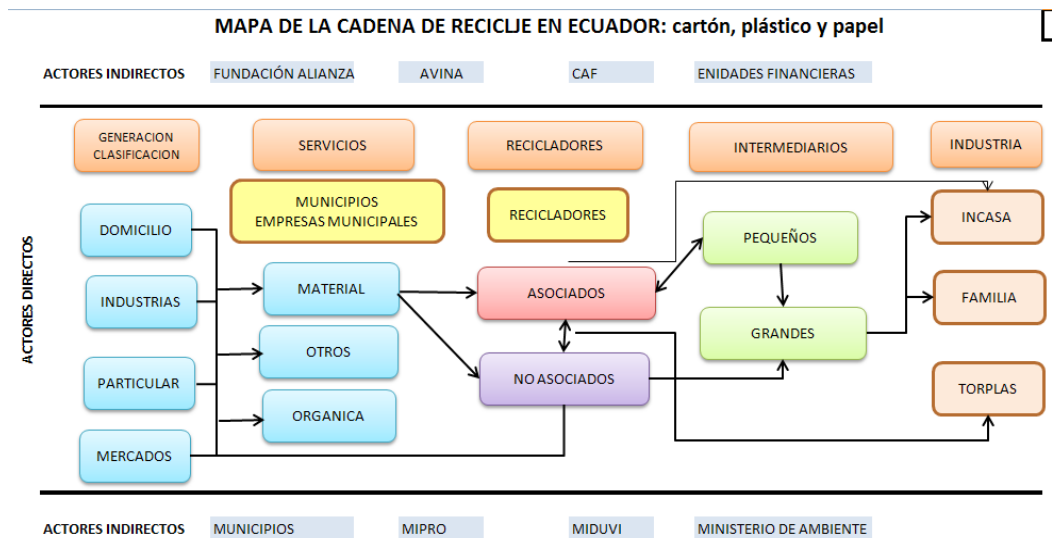 MAPA DE LA CADENA DE RECICLJE EN ECUADOR: cartón, plástico y papel
ACTORES INDIRECTOS FUNDACIÓN ALIANZA AVINA CAF ENIDADES FINANCIERAS
GENERACION
CLASIFICACION
SERVICIOS
RECICLADORES
INTERMEDIARIOS
INDUSTRIA
ACTORES DIRECTOS
MUNICIPIOS
EMPRESAS MUNICIPALES
RECICLADORES
DOMICILIO
PEQUEÑOS
INCASA
INDUSTRIAS
MATERIAL
ASOCIADOS
FAMILIA
OTROS
GRANDES
PARTICULAR
NO ASOCIADOS
TORPLAS
ORGANICA
MERCADOS
ACTORES INDIRECTOS MUNICIPIOS MIPRO MIDUVI MINISTERIO DE AMBIENTE